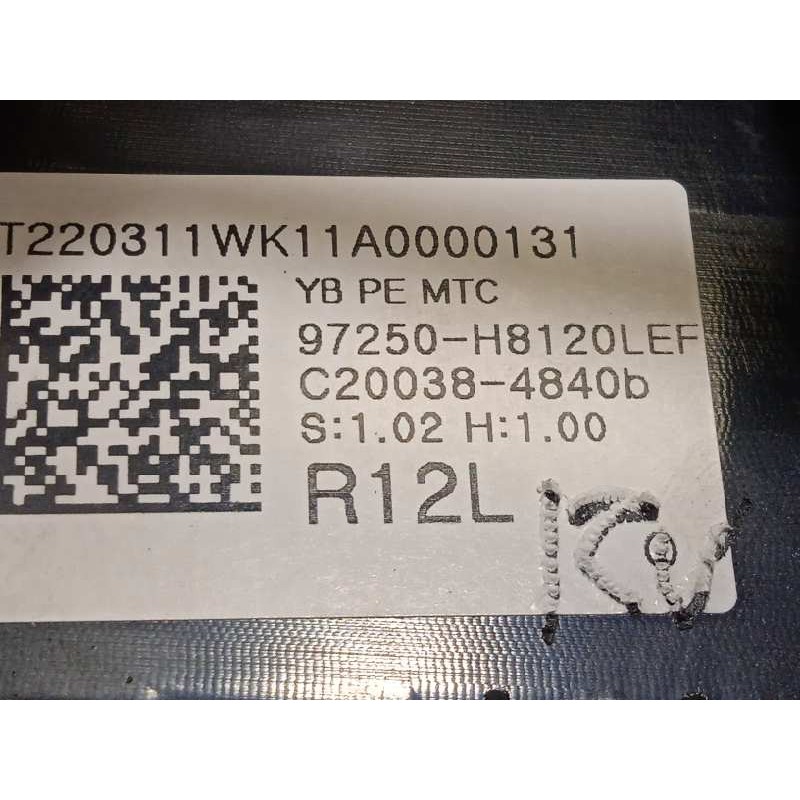 T220311WK11A0000131
YB PE MTC
97250-H8120LEF
C20038-4840b
S:1.02 H:1.00
R12L